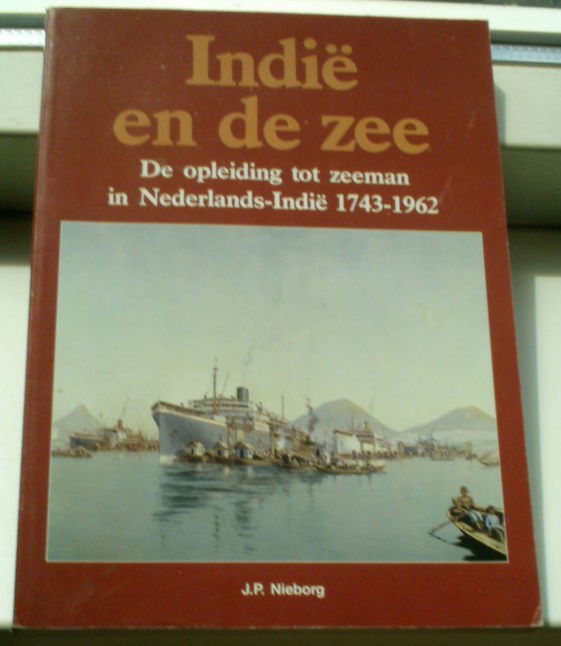 Indië
en de zee
De opleiding tot zeeman
in Nederlands-Indië 1743-1962
J.P. Nieborg